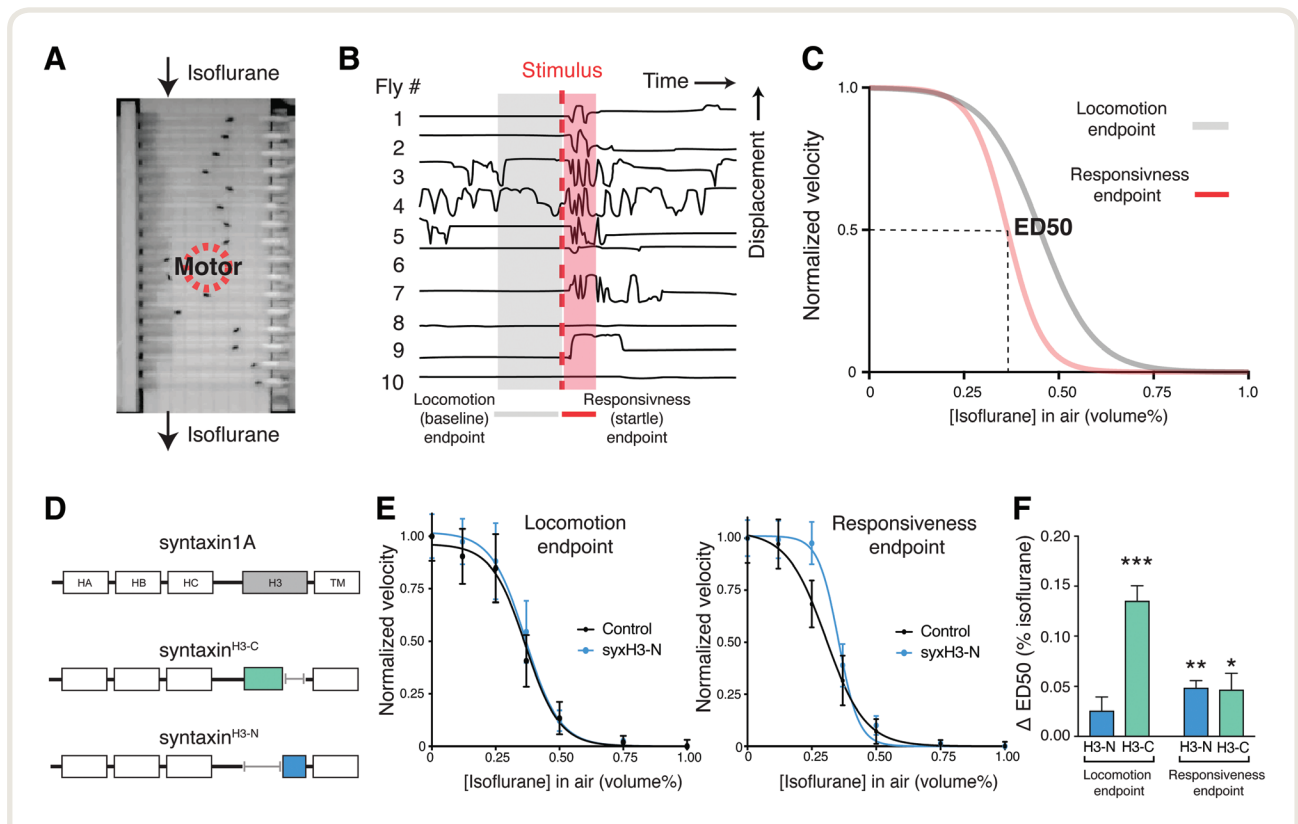 A
Isoflurane
Motor
Isoflurane
B
Stimulus
Time
Fly #
1
2
3
4
5
6
7
8
9
10
Displacement
Locomotion
(baseline)
endpoint
Responsivness
(startle)
endpoint
C
Normalized velocity
1.0
0.5
0
ED50
Locomotion
endpoint
Responsivness
endpoint
0
0.25
0.50
0.75
1.0
[Isoflurane] in air (volume%)
D
syntaxin1A
HA HB HC H3 TM
syntaxinH3-C
syntaxinH3-N
E
Locomotion
endpoint
Normalized velocity
1.00
0.75
0.50
0.25
0
Control
syxH3-N
0 0.25 0.50 0.75 1.00
[Isoflurane] in air (volume%)
Responsiveness
endpoint
Normalized velocity
1.00
0.75
0.50
0.25
0
Control
syxH3-N
0 0.25 0.50 0.75 1.00
[Isoflurane] in air (volume%)
F
Δ ED50 (% isoflurane)
0.20
0.15
0.10
0.05
0.00
***
**
*
H3-N H3-C H3-N H3-C
Locomotion
endpoint
Responsiveness
endpoint